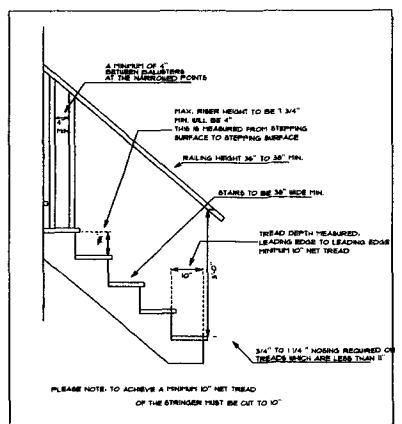 A MINIMUM OF 4"
BETWEEN BALUSTERS
AT THE NARROWED POINTS
4"
MIN.
MAX. RISER HEIGHT TO BE 7 3/4"
MIN. WILL BE 4"
THIS IS MEASURED FROM STEPPING
SURFACE TO STEPPING SURFACE
RAILING HEIGHT 36" TO 38" MIN.
STAIRS TO BE 36" WIDE MIN.
TREAD DEPTH MEASURED,
LEADING EDGE TO LEADING EDGE
MINIMUM 10" NET TREAD
10"
3/4" TO 1 1/4" NOSING REQUIRED ON
TREADS WHICH ARE LESS THAN 11"
PLEASE NOTE, TO ACHIEVE A MINIMUM 10" NET TREAD
OF THE STRINGER MUST BE CUT TO 10"